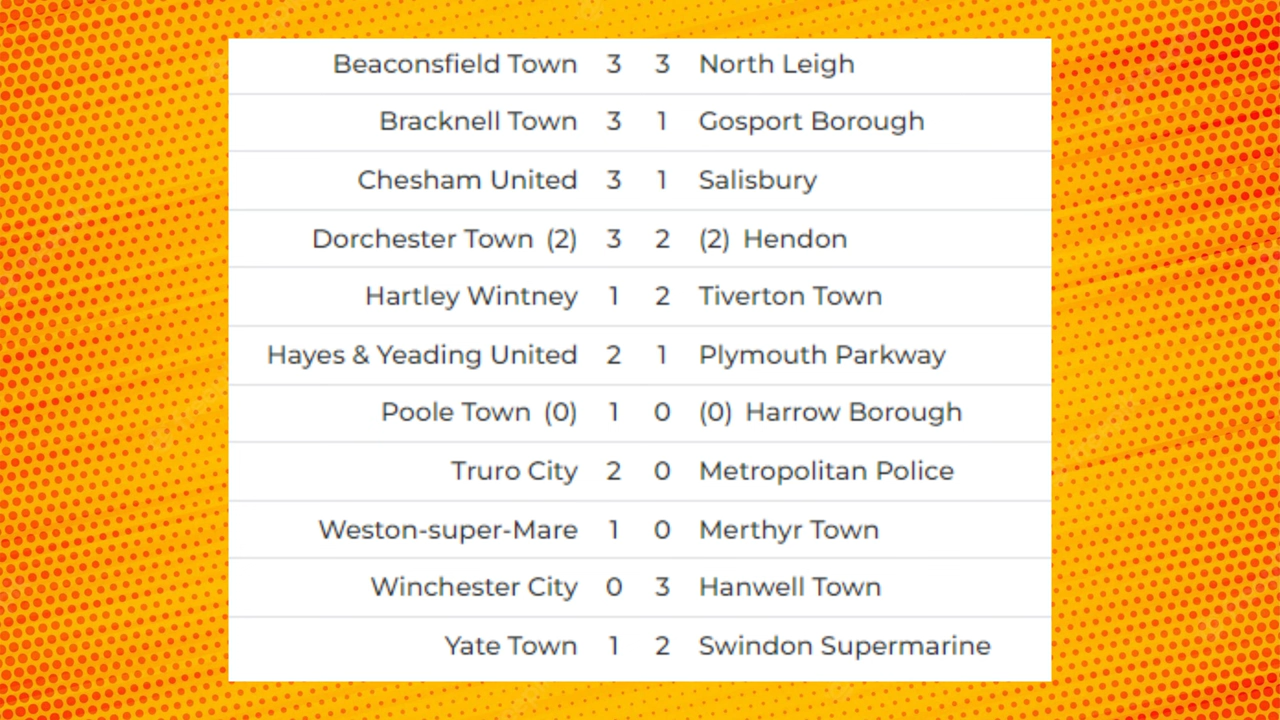 Beaconsfield Town 3 3 North Leigh
Bracknell Town 3 1 Gosport Borough
Chesham United 3 1 Salisbury
Dorchester Town (2) 3 2 (2) Hendon
Hartley Wintney 1 2 Tiverton Town
Hayes & Yeading United 2 1 Plymouth Parkway
Poole Town (0) 1 0 (0) Harrow Borough
Truro City 2 0 Metropolitan Police
Weston-super-Mare 1 0 Merthyr Town
Winchester City 0 3 Hanwell Town
Yate Town 1 2 Swindon Supermarine